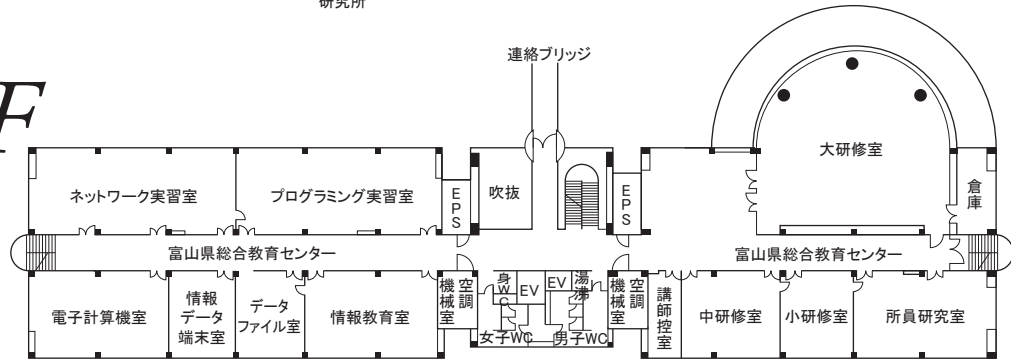 研究所
連絡ブリッジ
F
大研修室
倉庫
ネットワーク実習室
プログラミング実習室
EPS
吹抜
EPS
富山県総合教育センター
富山県総合教育センター
電子計算機室
情報
データ
端末室
データ
ファイル室
情報教育室
空調
機械室
身WC
EV
EV
湯沸
女子WC
男子WC
空調
機械室
講師控室
中研修室
小研修室
所員研究室